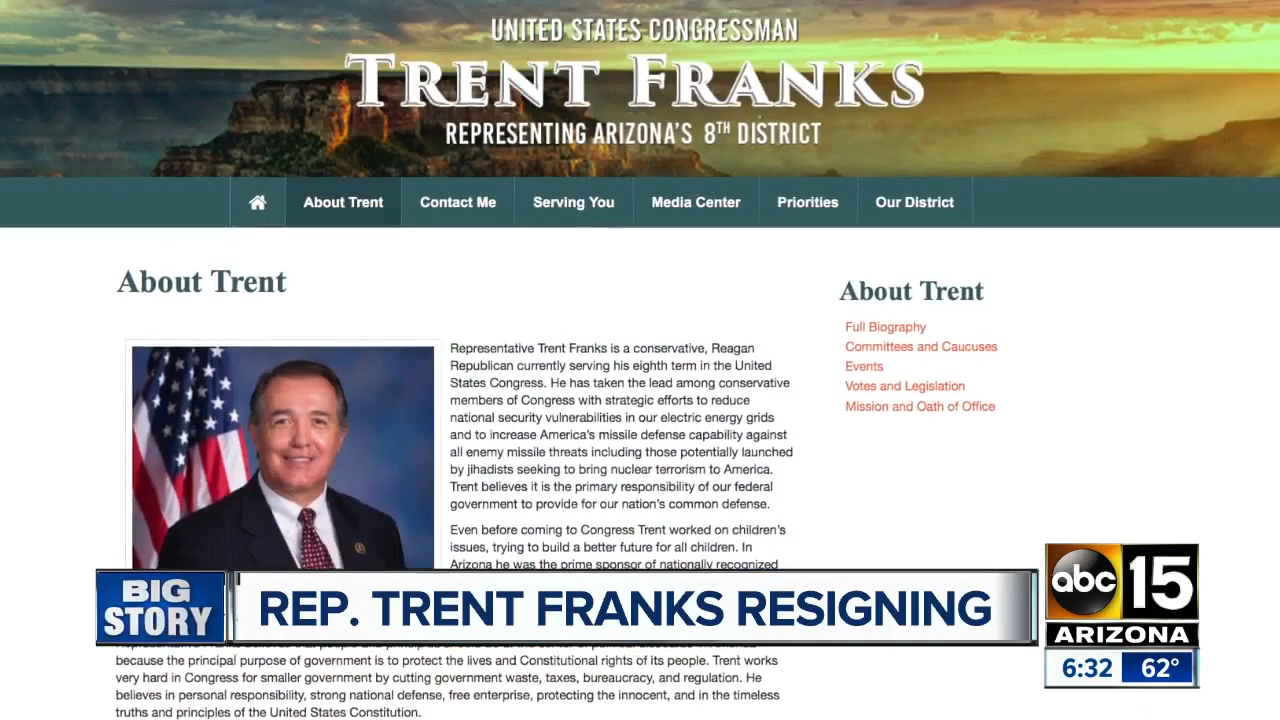 UNITED STATES CONGRESSMAN
TRENT FRANKS
REPRESENTING ARIZONA'S 8TH DISTRICT
About Trent
Contact Me
Serving You
Media Center
Priorities
Our District
About Trent
Representative Trent Franks is a conservative, Reagan
Republican currently serving his eighth term in the United
States Congress. He has taken the lead among conservative
members of Congress with strategic efforts to reduce
national security vulnerabilities in our electric energy grids
and to increase America's missile defense capability against
all enemy missile threats including those potentially launched
by jihadists seeking to bring nuclear terrorism to America.
Trent believes it is the primary responsibility of our federal
government to provide for our nation's common defense.
Even before coming to Congress Trent worked on children's
issues, trying to build a better future for all children. In
Arizona he was the prime sponsor of nationally recognized
because the principal purpose of government is to protect the lives and Constitutional rights of its people. Trent works
very hard in Congress for smaller government by cutting government waste, taxes, bureaucracy, and regulation. He
believes in personal responsibility, strong national defense, free enterprise, protecting the innocent, and in the timeless
truths and principles of the United States Constitution.
About Trent
Full Biography
Committees and Caucuses
Events
Votes and Legislation
Mission and Oath of Office
BIG
STORY
REP. TRENT FRANKS RESIGNING
abc 15
ARIZONA
6:32 62°